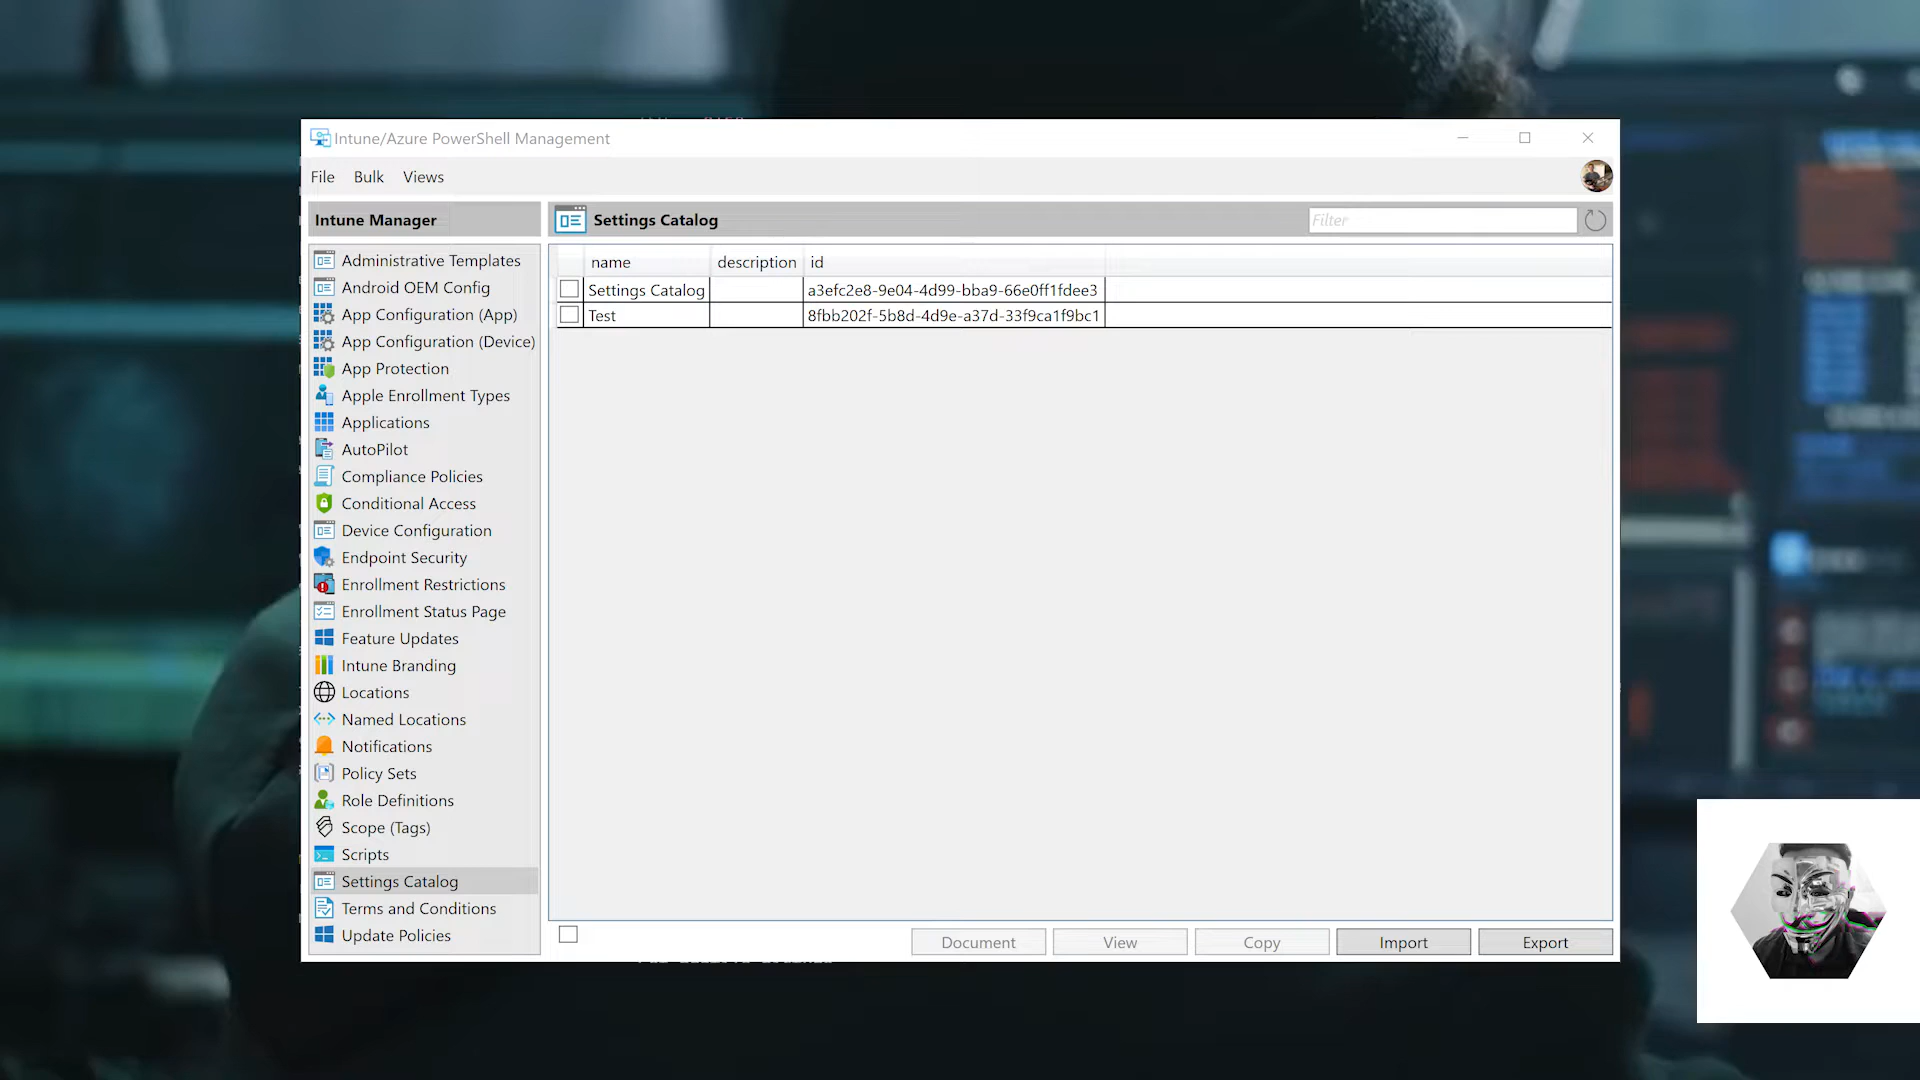 Intune/Azure PowerShell Management
File Bulk Views
Intune Manager
Settings Catalog
Filter
Administrative Templates
Android OEM Config
App Configuration (App)
App Configuration (Device)
App Protection
Apple Enrollment Types
Applications
AutoPilot
Compliance Policies
Conditional Access
Device Configuration
Endpoint Security
Enrollment Restrictions
Enrollment Status Page
Feature Updates
Intune Branding
Locations
Named Locations
Notifications
Policy Sets
Role Definitions
Scope (Tags)
Scripts
Settings Catalog
Terms and Conditions
Update Policies
name description id
Settings Catalog a3efc2e8-9e04-4d99-bba9-66e0ff1fdee3
Test 8fbb202f-5b8d-4d9e-a37d-33f9ca1f9bc1
Document View Copy Import Export